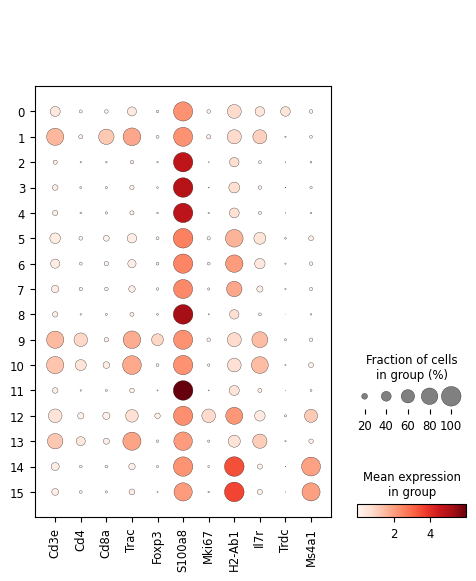 0
1
2
3
4
5
6
7
8
9
10
11
12
13
14
15
Cd3e
Cd4
Cd8a
Trac
Foxp3
S100a8
Mki67
H2-Ab1
Il7r
Trdc
Ms4a1
Fraction of cells
in group (%)
20 40 60 80 100
Mean expression
in group
2 4